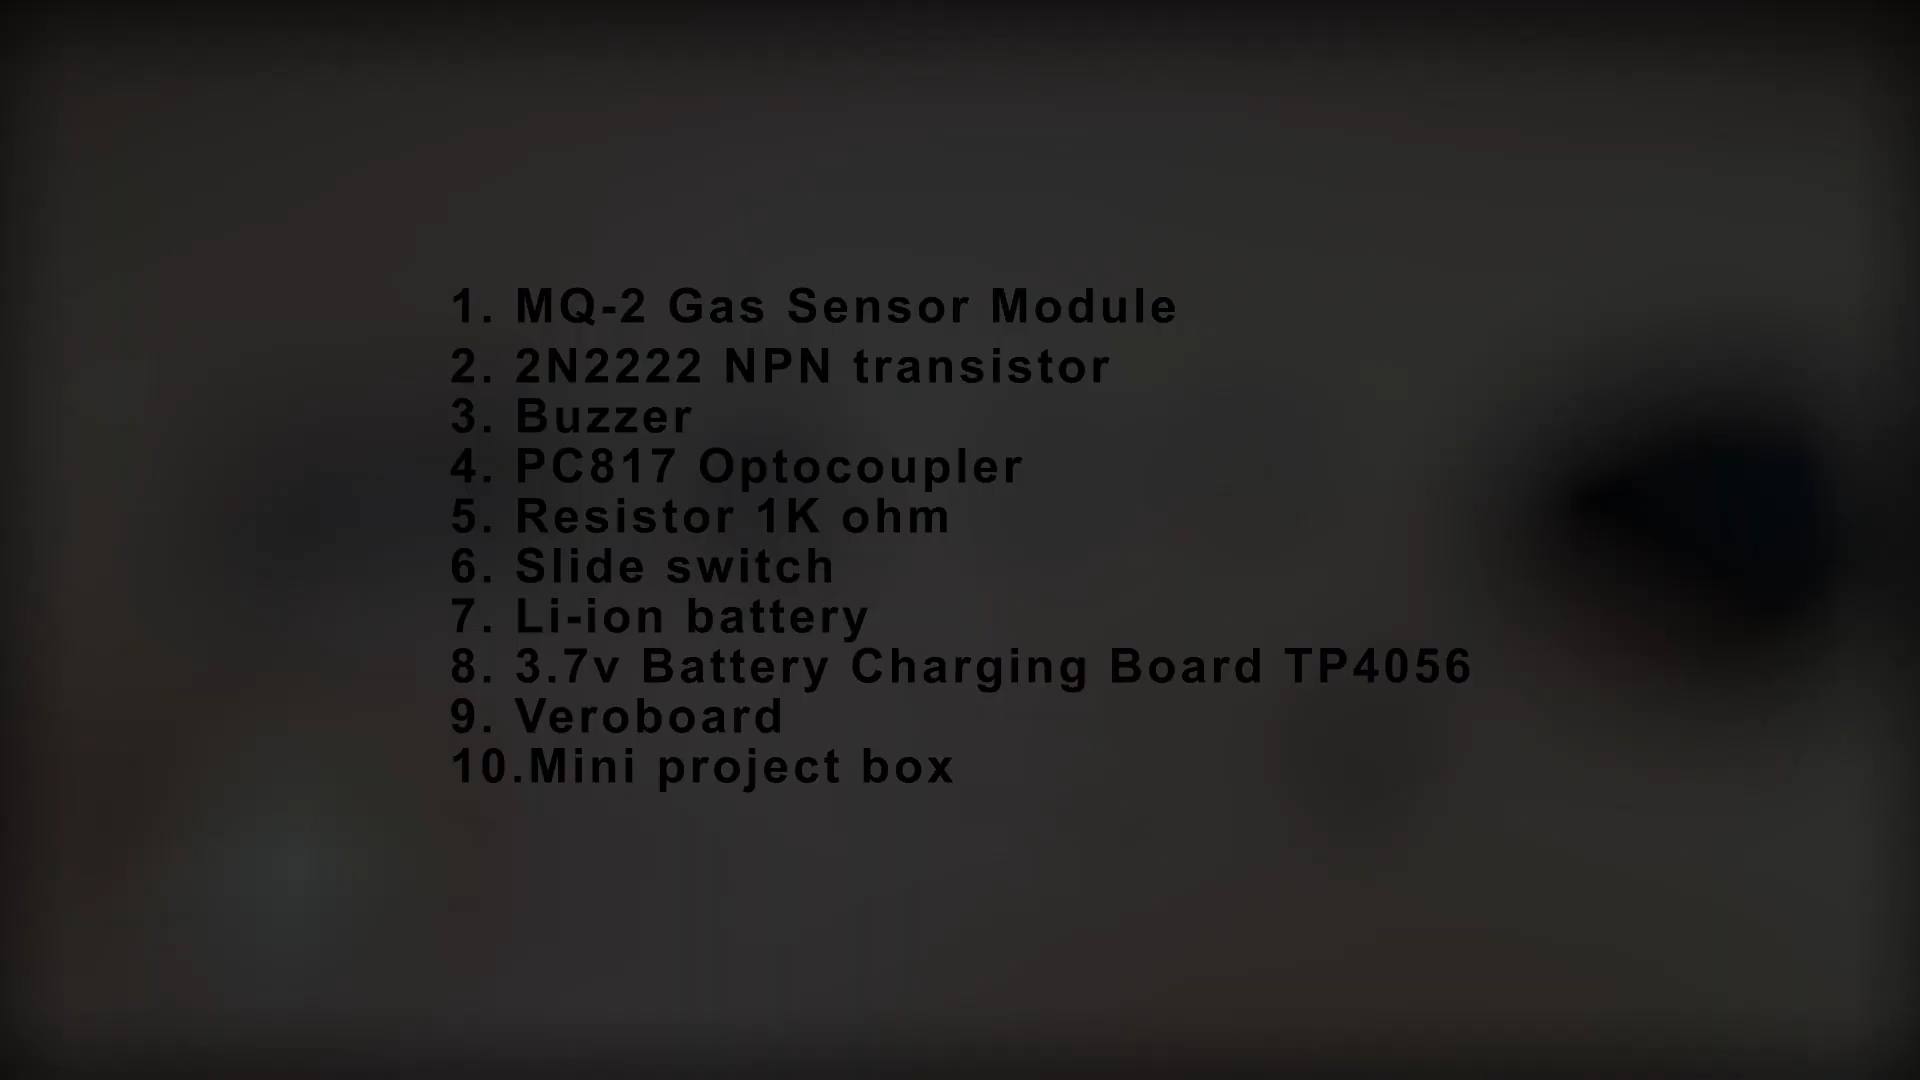 1. MQ-2 Gas Sensor Module
2. 2N2222 NPN transistor
3. Buzzer
4. PC817 Optocoupler
5. Resistor 1K ohm
6. Slide switch
7. Li-ion battery
8. 3.7v Battery Charging Board TP4056
9. Veroboard
10.Mini project box